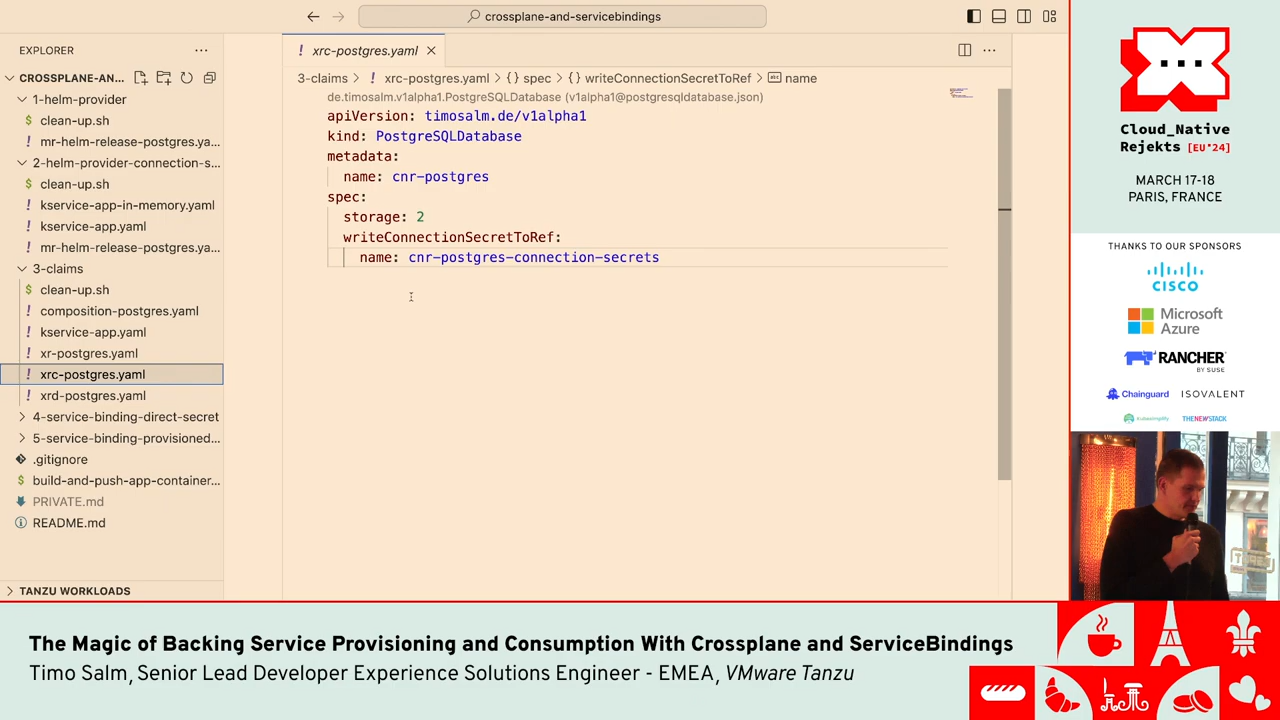 crossplane-and-servicebindings
EXPLORER
CROSSPLANE-AN...
1-helm-provider
clean-up.sh
mr-helm-release-postgres.ya...
2-helm-provider-connection-s...
clean-up.sh
kservice-app-in-memory.yaml
kservice-app.yaml
mr-helm-release-postgres.ya...
3-claims
clean-up.sh
composition-postgres.yaml
kservice-app.yaml
xr-postgres.yaml
xrc-postgres.yaml
xrd-postgres.yaml
4-service-binding-direct-secret
5-service-binding-provisioned...
.gitignore
build-and-push-app-container...
PRIVATE.md
README.md
TANZU WORKLOADS
! xrc-postgres.yaml
3-claims > ! xrc-postgres.yaml > {} spec > {} writeConnectionSecretToRef > abc name
de.timosalm.v1alpha1.PostgreSQLDatabase (v1alpha1@postgresqldatabase.json)
apiVersion: timosalm.de/v1alpha1
kind: PostgreSQLDatabase
metadata:
name: cnr-postgres
spec:
storage: 2
writeConnectionSecretToRef:
name: cnr-postgres-connection-secrets
Cloud_Native
Rejekts [EU'24]
MARCH 17-18
PARIS, FRANCE
THANKS TO OUR SPONSORS
CISCO
Microsoft
Azure
RANCHER
BY SUSE
Chainguard
ISOVALENT
Kubesimplify
THENEWSTACK
The Magic of Backing Service Provisioning and Consumption With Crossplane and ServiceBindings
Timo Salm, Senior Lead Developer Experience Solutions Engineer - EMEA, VMware Tanzu